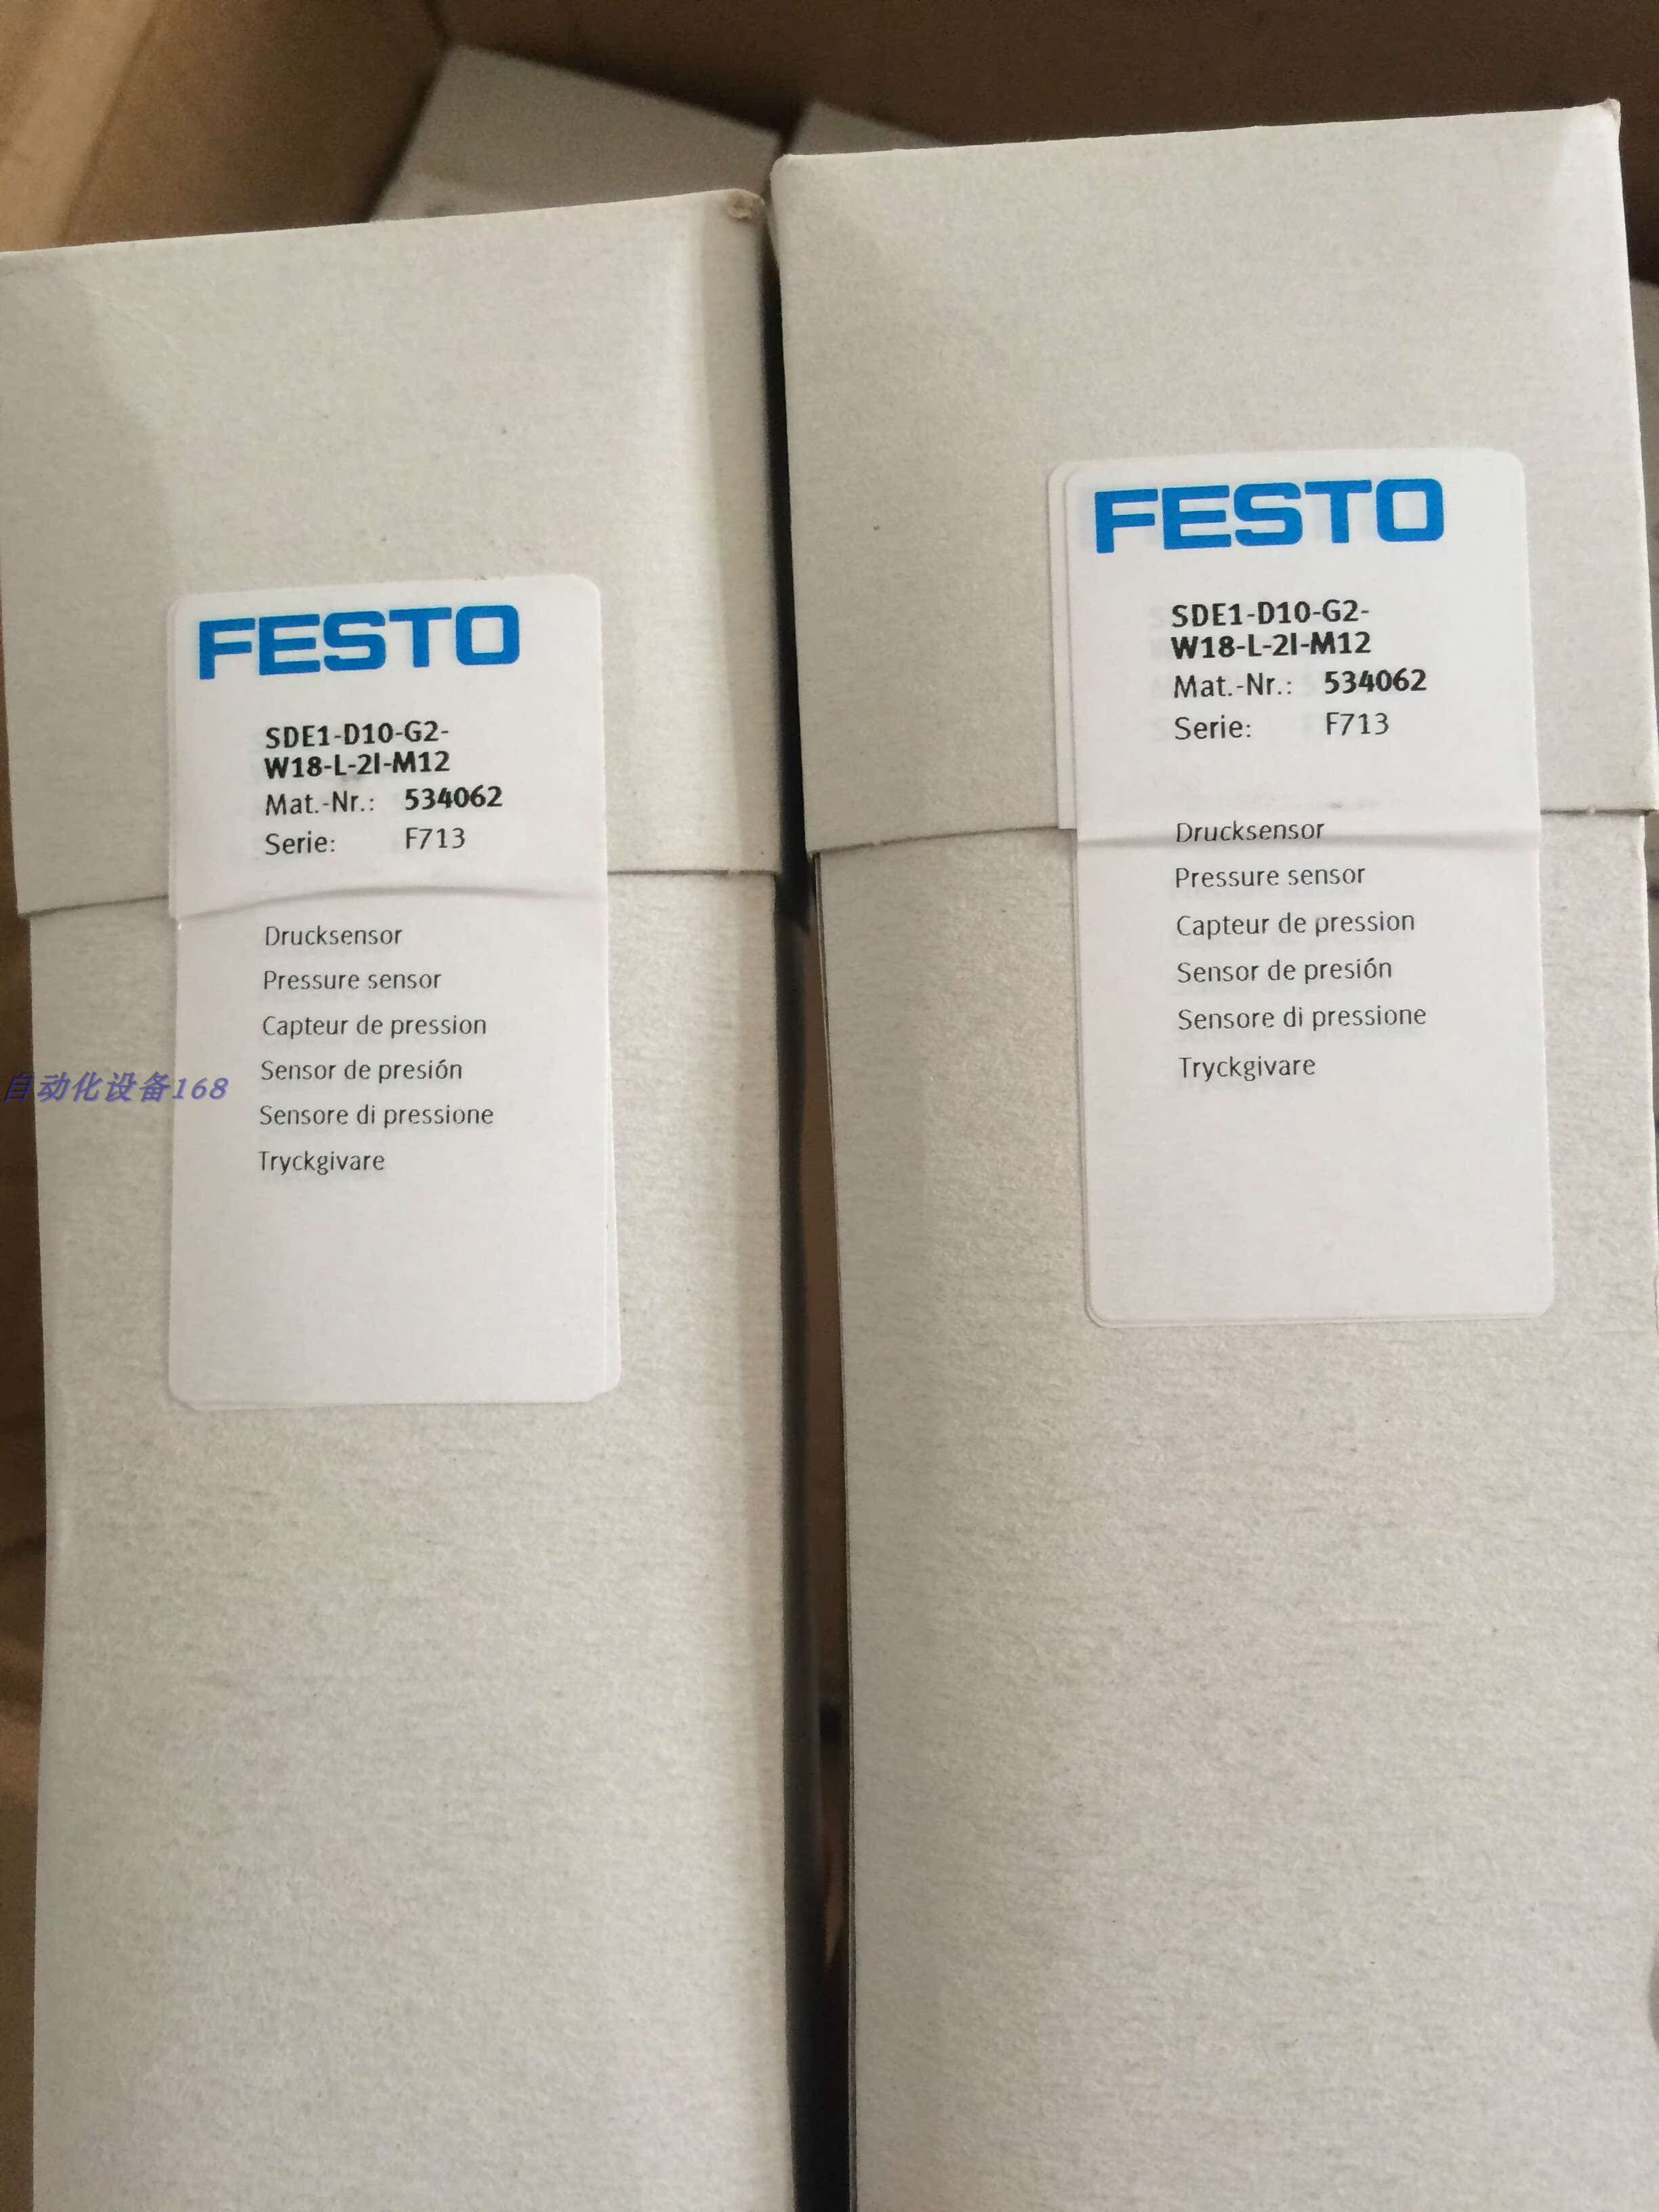 FESTO
SDE1-D10-G2-
W18-L-2I-M12
Mat.-Nr.: 534062
Serie: F713
Drucksensor
Pressure sensor
Capteur de pression
Sensor de presión
Sensore di pressione
Tryckgivare
FESTO
SDE1-D10-G2-
W18-L-2I-M12
Mat.-Nr.: 534062
Serie: F713
Drucksensor
Pressure sensor
Capteur de pression
Sensor de presión
Sensore di pressione
Tryckgivare
自动化设备168